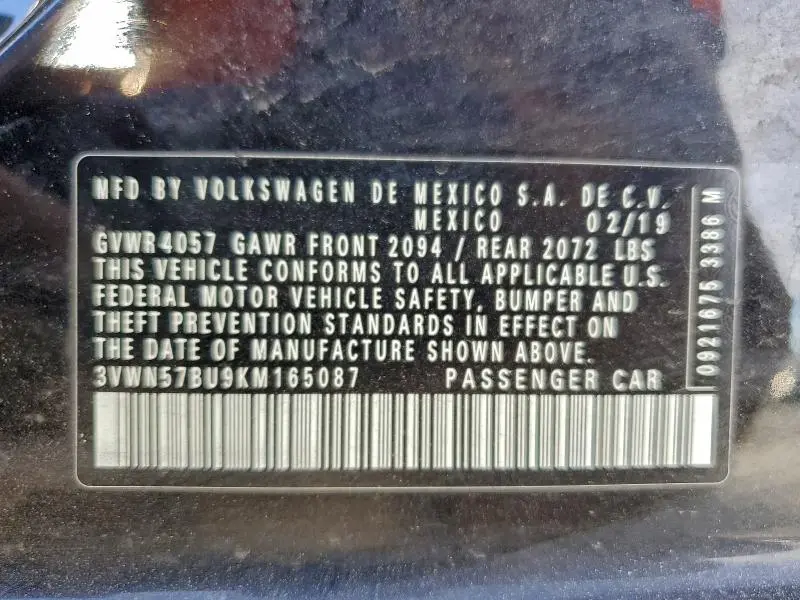 MFD BY VOLKSWAGEN DE MEXICO S.A. DE C.V.
MEXICO 02/19
GVWR4057 GAWR FRONT 2094 / REAR 2072 LBS
THIS VEHICLE CONFORMS TO ALL APPLICABLE U.S.
FEDERAL MOTOR VEHICLE SAFETY, BUMPER AND
THEFT PREVENTION STANDARDS IN EFFECT ON
THE DATE OF MANUFACTURE SHOWN ABOVE.
3VWN57BU9KM165087 PASSENGER CAR
0921675 3386 M